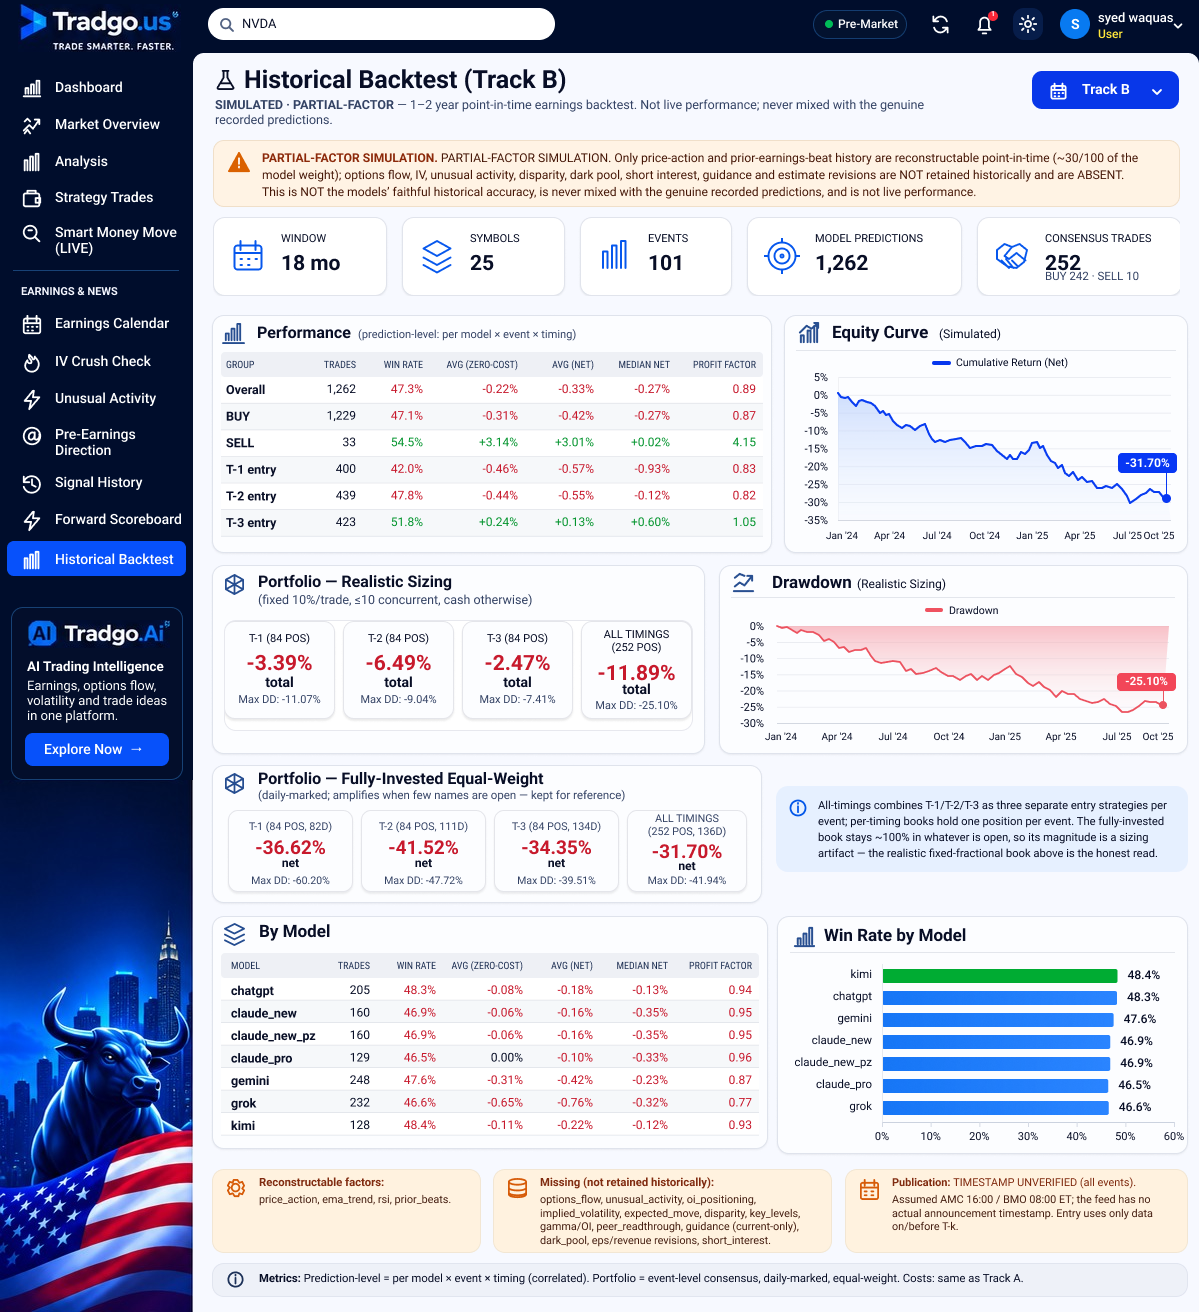 Tradgo.us
TRADE SMARTER. FASTER.
NVDA
Pre-Market
1
S
syed waquas
User
Dashboard
Market Overview
Analysis
Strategy Trades
Smart Money Move
(LIVE)
EARNINGS & NEWS
Earnings Calendar
IV Crush Check
Unusual Activity
Pre-Earnings
Direction
Signal History
Forward Scoreboard
Historical Backtest
AI Tradgo.Ai
AI Trading Intelligence
Earnings, options flow,
volatility and trade ideas
in one platform.
Explore Now →
Historical Backtest (Track B)
SIMULATED · PARTIAL-FACTOR — 1–2 year point-in-time earnings backtest. Not live performance; never mixed with the genuine
recorded predictions.
Track B
PARTIAL-FACTOR SIMULATION. PARTIAL-FACTOR SIMULATION. Only price-action and prior-earnings-beat history are reconstructable point-in-time (~30/100 of the
model weight); options flow, IV, unusual activity, disparity, dark pool, short interest, guidance and estimate revisions are NOT retained historically and are ABSENT.
This is NOT the models' faithful historical accuracy, is never mixed with the genuine recorded predictions, and is not live performance.
WINDOW
18 mo
SYMBOLS
25
EVENTS
101
MODEL PREDICTIONS
1,262
CONSENSUS TRADES
252
BUY 242 · SELL 10
Performance (prediction-level: per model × event × timing)
GROUP TRADES WIN RATE AVG (ZERO-COST) AVG (NET) MEDIAN NET PROFIT FACTOR
Overall 1,262 47.3% -0.22% -0.33% -0.27% 0.89
BUY 1,229 47.1% -0.31% -0.42% -0.27% 0.87
SELL 33 54.5% +3.14% +3.01% +0.02% 4.15
T-1 entry 400 42.0% -0.46% -0.57% -0.93% 0.83
T-2 entry 439 47.8% -0.44% -0.55% -0.12% 0.82
T-3 entry 423 51.8% +0.24% +0.13% +0.60% 1.05
Equity Curve (Simulated)
Cumulative Return (Net)
5%
0%
-5%
-10%
-15%
-20%
-25%
-30%
-35%
-31.70%
Jan '24 Apr '24 Jul '24 Oct '24 Jan '25 Apr '25 Jul '25 Oct '25
Portfolio — Realistic Sizing
(fixed 10%/trade, ≤10 concurrent, cash otherwise)
T-1 (84 POS)
-3.39%
total
Max DD: -11.07%
T-2 (84 POS)
-6.49%
total
Max DD: -9.04%
T-3 (84 POS)
-2.47%
total
Max DD: -7.41%
ALL TIMINGS
(252 POS)
-11.89%
total
Max DD: -25.10%
Drawdown (Realistic Sizing)
Drawdown
0%
-5%
-10%
-15%
-20%
-25%
-30%
-25.10%
Jan '24 Apr '24 Jul '24 Oct '24 Jan '25 Apr '25 Jul '25 Oct '25
Portfolio — Fully-Invested Equal-Weight
(daily-marked; amplifies when few names are open — kept for reference)
T-1 (84 POS, 82D)
-36.62%
net
Max DD: -60.20%
T-2 (84 POS, 111D)
-41.52%
net
Max DD: -47.72%
T-3 (84 POS, 134D)
-34.35%
net
Max DD: -39.51%
ALL TIMINGS
(252 POS, 136D)
-31.70%
net
Max DD: -41.94%
All-timings combines T-1/T-2/T-3 as three separate entry strategies per
event; per-timing books hold one position per event. The fully-invested
book stays ~100% in whatever is open, so its magnitude is a sizing
artifact — the realistic fixed-fractional book above is the honest read.
By Model
MODEL TRADES WIN RATE AVG (ZERO-COST) AVG (NET) MEDIAN NET PROFIT FACTOR
chatgpt 205 48.3% -0.08% -0.18% -0.13% 0.94
claude_new 160 46.9% -0.06% -0.16% -0.35% 0.95
claude_new_pz 160 46.9% -0.06% -0.16% -0.35% 0.95
claude_pro 129 46.5% 0.00% -0.10% -0.33% 0.96
gemini 248 47.6% -0.31% -0.42% -0.23% 0.87
grok 232 46.6% -0.65% -0.76% -0.32% 0.77
kimi 128 48.4% -0.11% -0.22% -0.12% 0.93
Win Rate by Model
kimi 48.4%
chatgpt 48.3%
gemini 47.6%
claude_new 46.9%
claude_new_pz 46.9%
claude_pro 46.5%
grok 46.6%
0% 10% 20% 30% 40% 50% 60%
Reconstructable factors:
price_action, ema_trend, rsi, prior_beats.
Missing (not retained historically):
options_flow, unusual_activity, oi_positioning,
implied_volatility, expected_move, disparity, key_levels,
gamma/OI, peer_readthrough, guidance (current-only),
dark_pool, eps/revenue revisions, short_interest.
Publication: TIMESTAMP UNVERIFIED (all events).
Assumed AMC 16:00 / BMO 08:00 ET; the feed has no
actual announcement timestamp. Entry uses only data
on/before T-k.
Metrics: Prediction-level = per model × event × timing (correlated). Portfolio = event-level consensus, daily-marked, equal-weight. Costs: same as Track A.